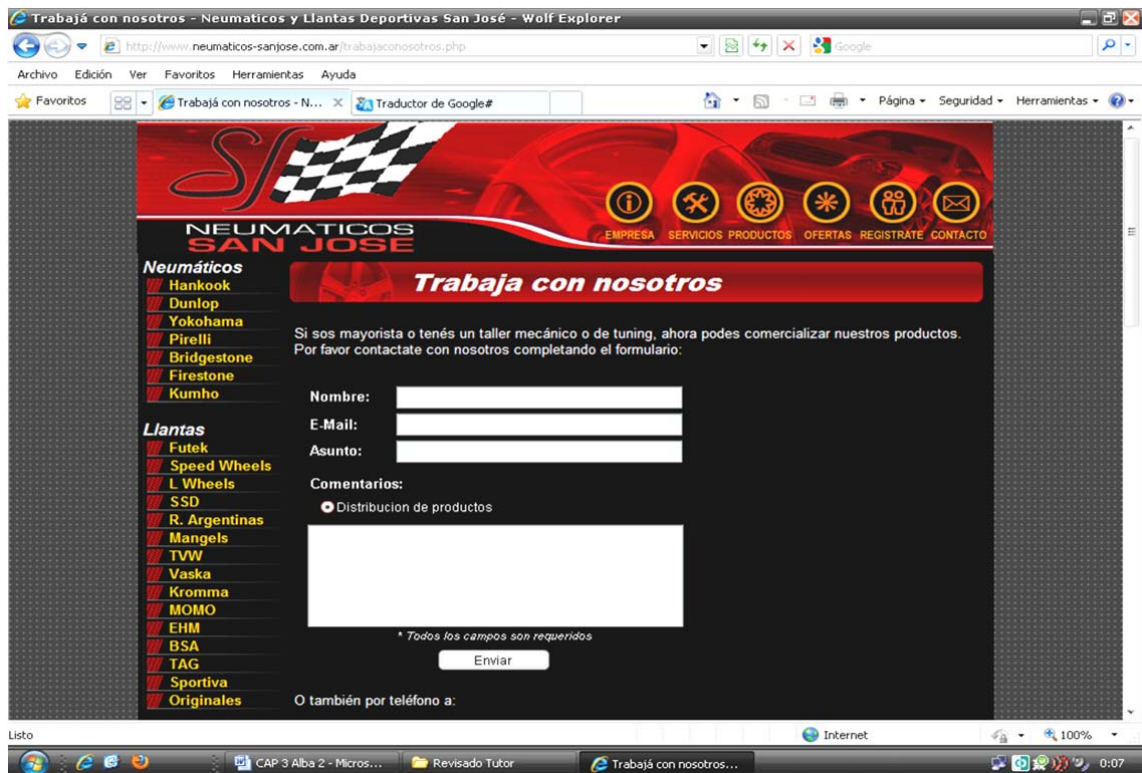 Trabajá con nosotros - Neumaticos y Llantas Deportivas San José - Wolf Explorer
http://www.neumaticos-sanjose.com.ar/trabajaconosotros.php
Google
Archivo Edición Ver Favoritos Herramientas Ayuda
Favoritos
Trabajá con nosotros - N...
Traductor de Google#
Página
Seguridad
Herramientas
SJ
NEUMATICOS
SAN JOSE
EMPRESA SERVICIOS PRODUCTOS OFERTAS REGISTRATE CONTACTO
Neumáticos
Hankook
Dunlop
Yokohama
Pirelli
Bridgestone
Firestone
Kumho
Llantas
Futek
Speed Wheels
L Wheels
SSD
R. Argentinas
Mangels
TVW
Vaska
Kromma
MOMO
EHM
BSA
TAG
Sportiva
Originales
Trabaja con nosotros
Si sos mayorista o tenés un taller mecánico o de tuning, ahora podes comercializar nuestros productos.
Por favor contactate con nosotros completando el formulario:
Nombre:
E-Mail:
Asunto:
Comentarios:
Distribucion de productos
* Todos los campos son requeridos
Enviar
O también por teléfono a:
Listo
Internet
100%
CAP 3 Alba 2 - Micros...
Revisado Tutor
Trabajá con nosotros...
0:07